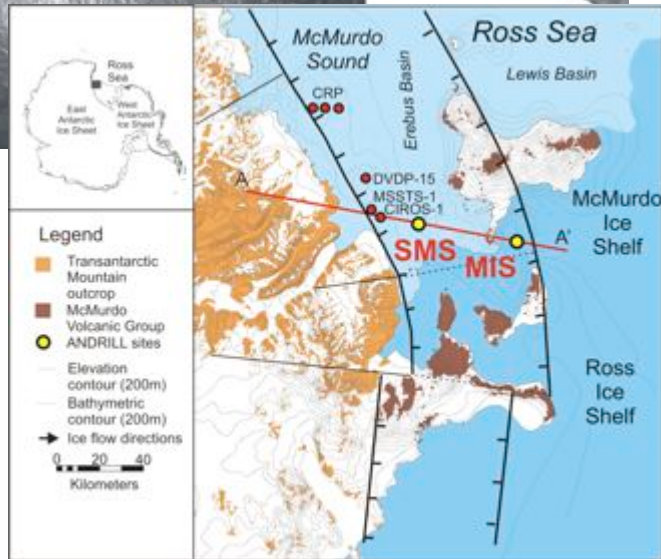 Ross
Sea
East
Antarctic
Ice Sheet
West
Antarctic
Ice Sheet
Legend
Transantarctic
Mountain
outcrop
McMurdo
Volcanic Group
ANDRILL sites
Elevation
contour (200m)
Bathymetric
contour (200m)
Ice flow directions
0 20 40
Kilometers
McMurdo
Sound
Ross Sea
Lewis Basin
CRP
Erebus Basin
DVDP-15
A
MSSTS-1
CIROS-1
McMurdo
Ice
Shelf
SMS
MIS
A'
Ross
Ice
Shelf